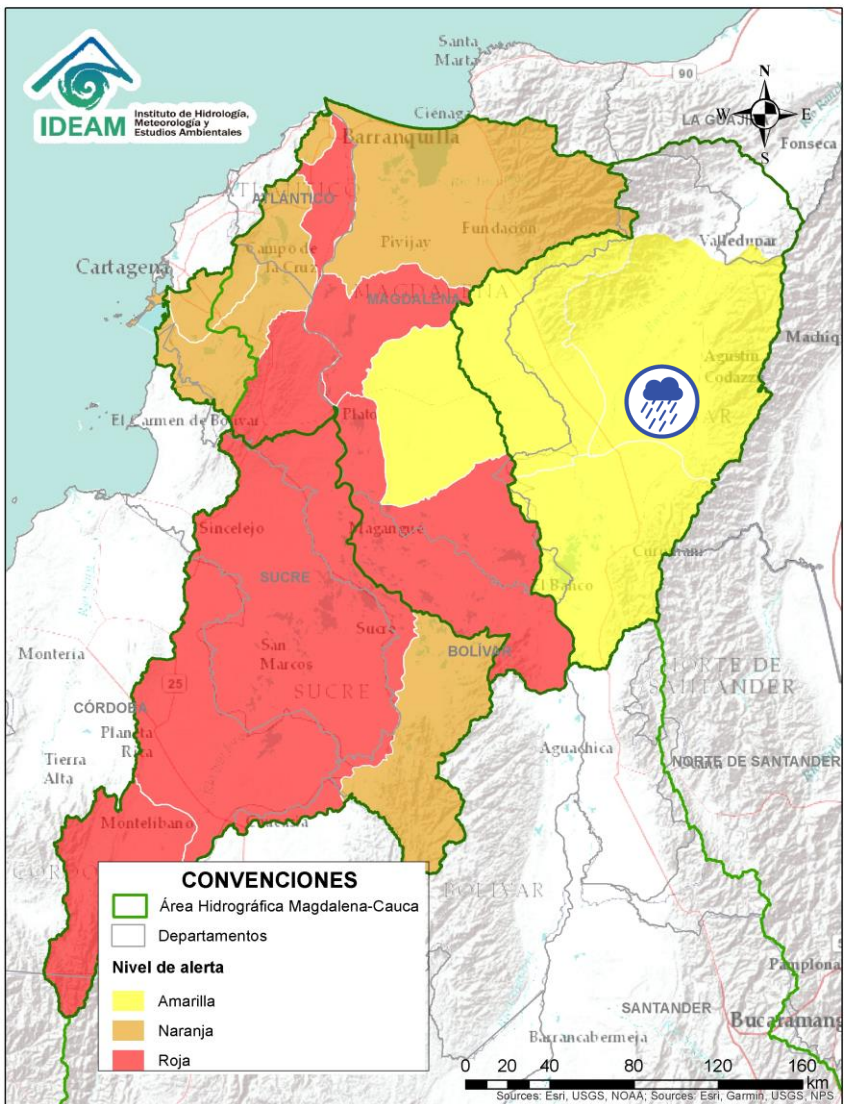 IDEAM
Instituto de Hidrología,
Meteorología y
Estudios Ambientales
Santa
Marta
90
N
W
E
S
LA GUAJI
Ciénaga
Barranquilla
Fonseca
ATLÁNTICO
Fundación
Pivijay
Valledupar
Cartagena
Campo de
la Cruz
MAGDALENA
Machiq
Agustín
Codazzi
El Carmen de Bolívar
Plato
Sincelejo
Magangué
SUCRE
El Banco
Sucre
BOLÍVAR
Montería
San
Marcos
SUCRE
NORTE DE
SANTANDER
25
CÓRDOBA
Planeta
Rica
Aguachica
NORTE DE SANTANDER
Tierra
Alta
Montelibano
BOLÍVAR
CONVENCIONES
Área Hidrográfica Magdalena-Cauca
Departamentos
Nivel de alerta
Amarilla
Naranja
Roja
Pamplona
SANTANDER
Bucaramang
Barrancabermeja
0 20 40 80 120 160
km
Sources: Esri, USGS, NOAA; Sources: Esri, Garmin, USGS, NPS